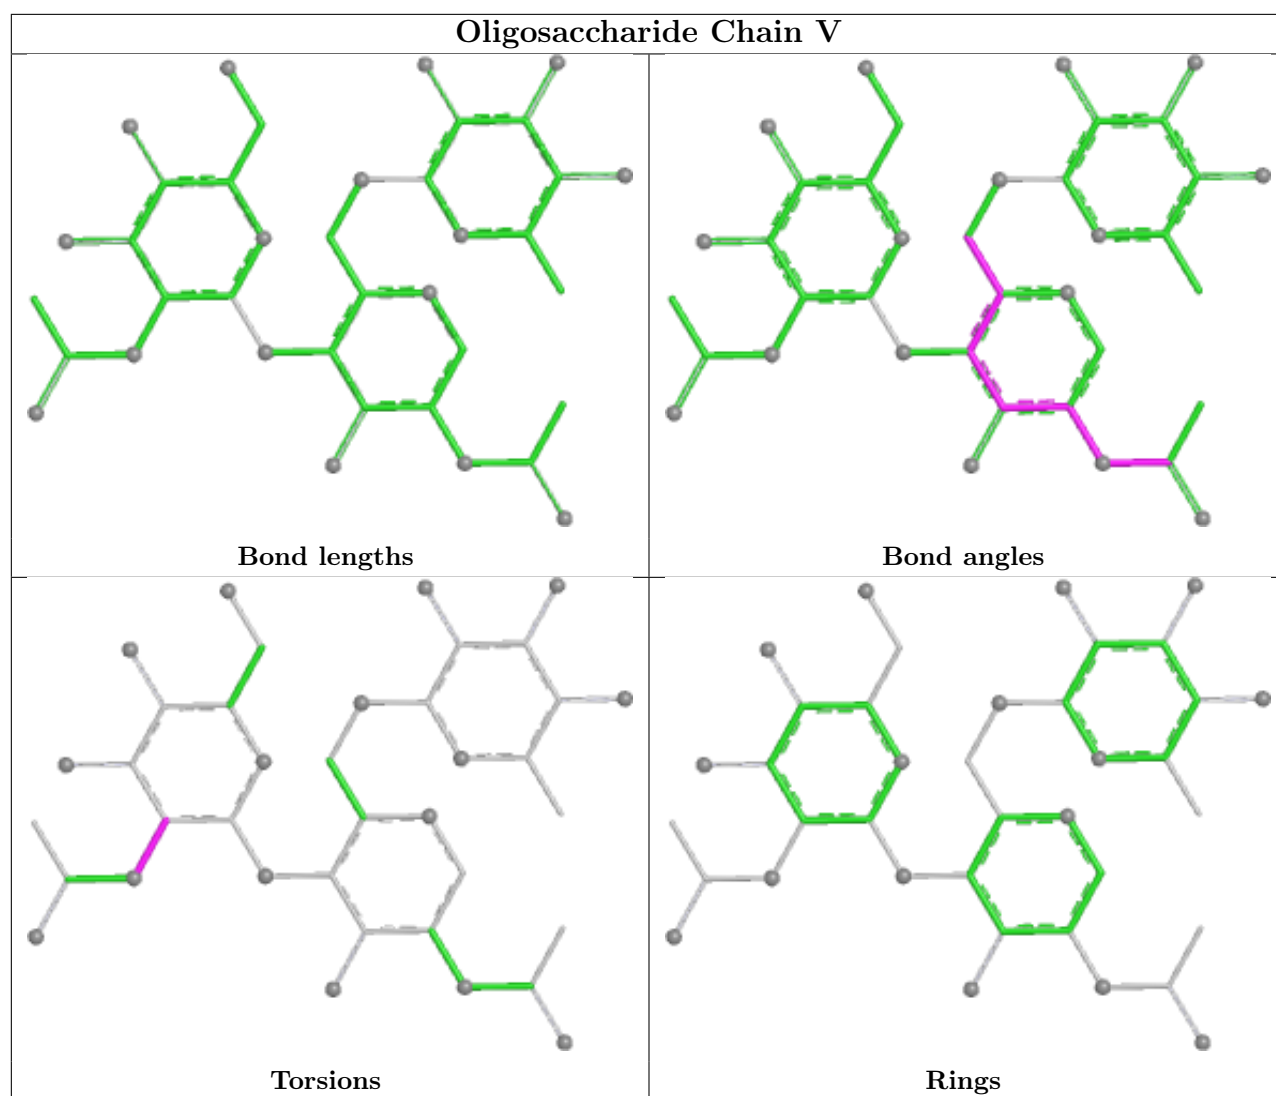 Oligosaccharide Chain V
Bond lengths
Bond angles
Torsions
Rings